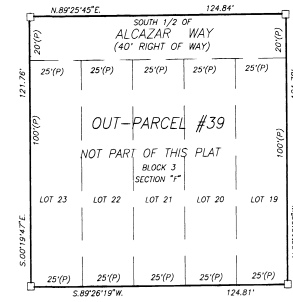 N.89°25'45"E. 124.84'
SOUTH 1/2 OF
ALCAZAR WAY
(40' RIGHT OF WAY)
20'(P) 20'(P)
25'(P) 25'(P) 25'(P) 25'(P) 25'(P)
121.76'
100'(P) 100'(P)
OUT-PARCEL #39
NOT PART OF THIS PLAT
BLOCK 3
SECTION "F"
LOT 23 LOT 22 LOT 21 LOT 20 LOT 19
S.00°19'47"E.
25'(P) 25'(P) 25'(P) 25'(P) 25'(P)
S.89°26'19"W. 124.81'